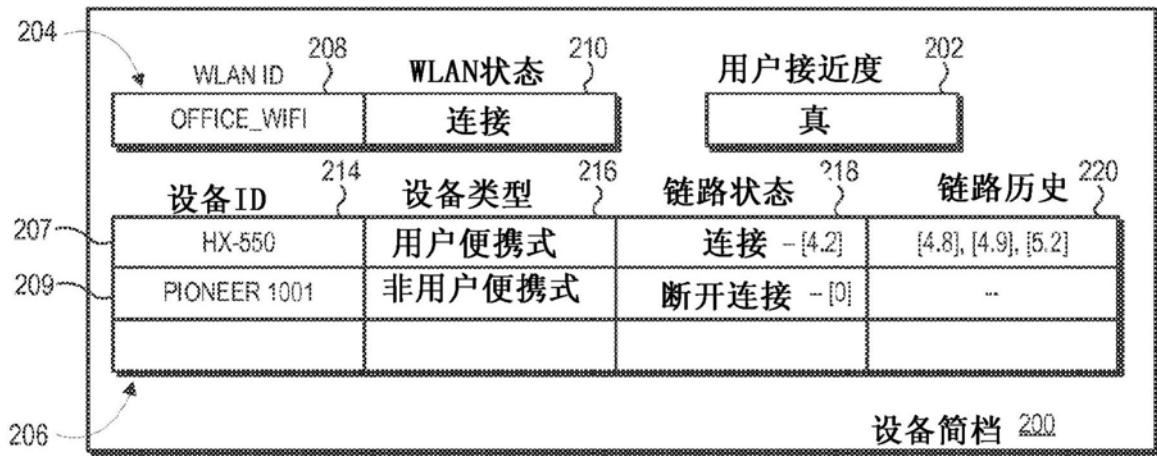 204
208
210
202
WLAN ID WLAN状态 用户接近度
OFFICE_WIFI 连接 真
214 216 218 220
设备ID 设备类型 链路状态 链路历史
207 HX-550 用户便携式 连接 – [4.2] [4.8], [4.9], [5.2]
209 PIONEER 1001 非用户便携式 断开连接 – [0] --
206
设备简档 200